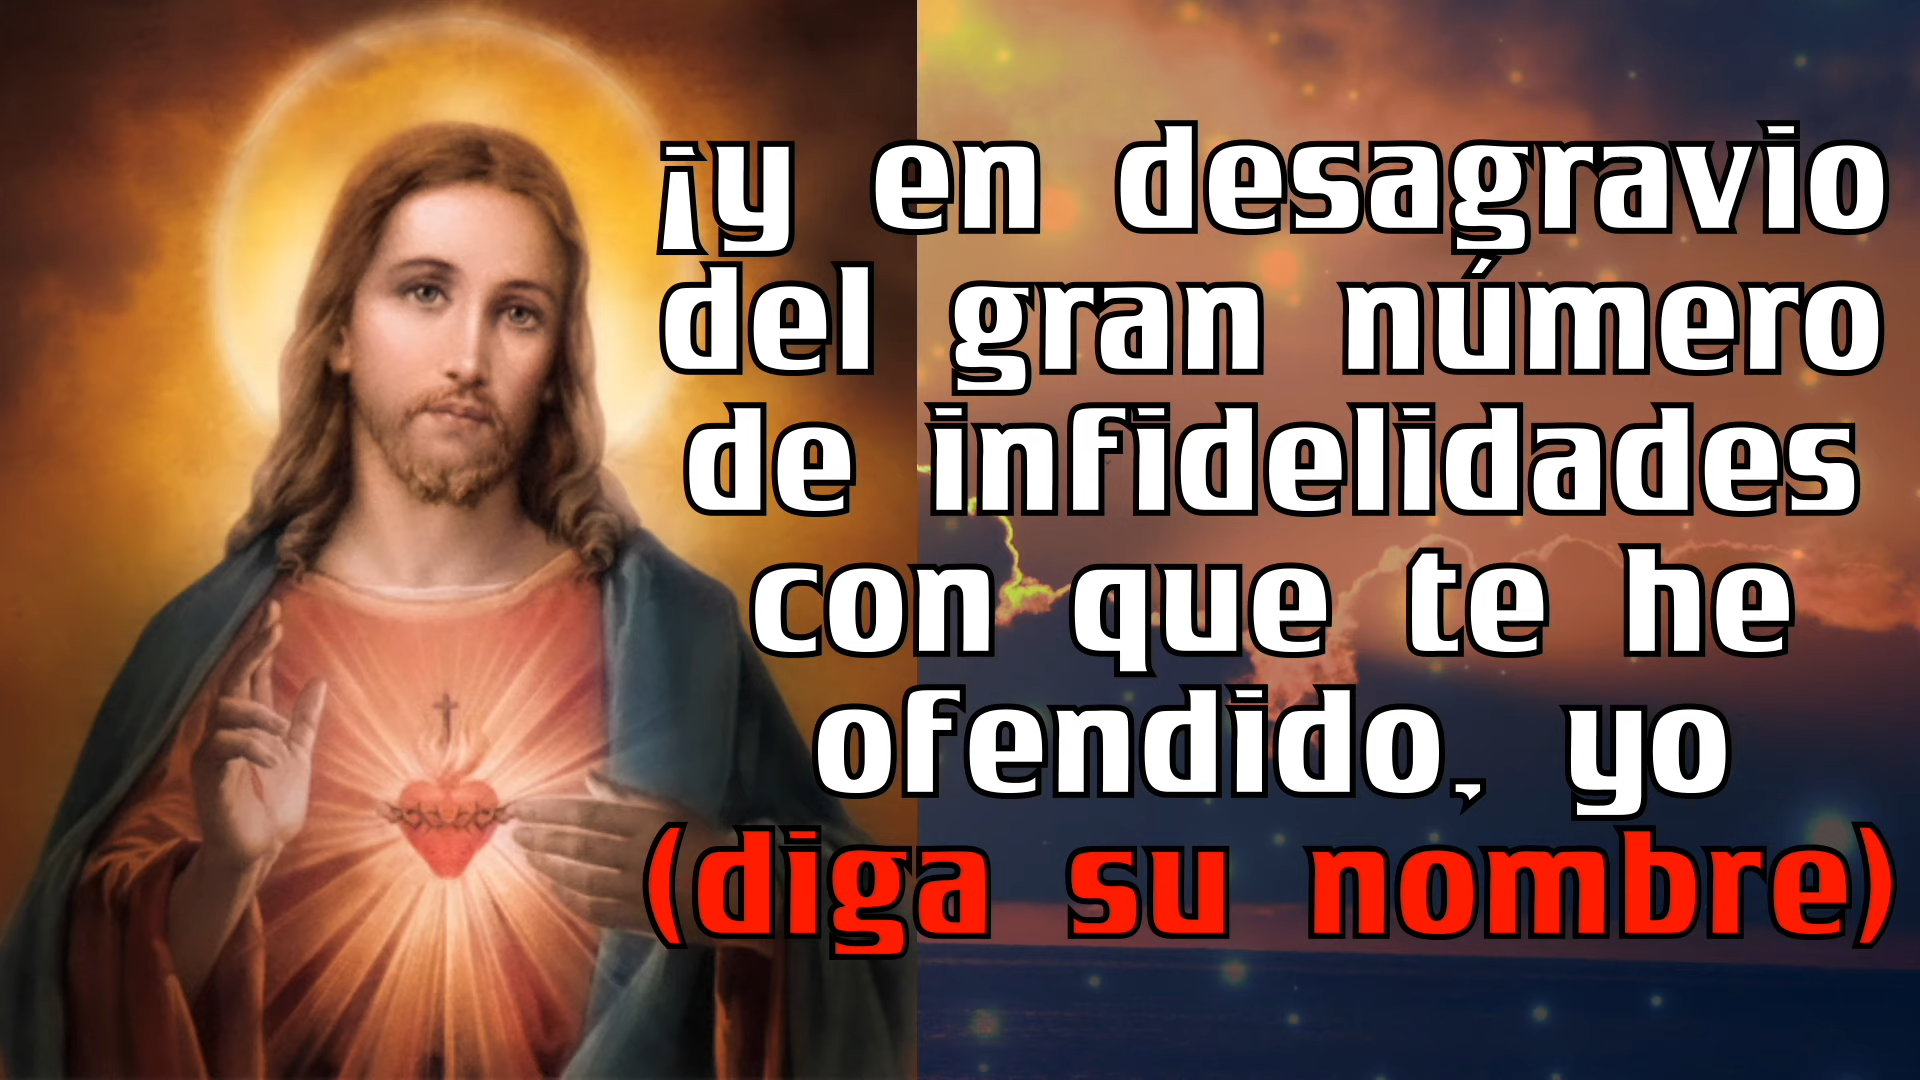 ¡y en desagravio
del gran número
de infidelidades
con que te he
ofendido, yo
(diga su nombre)